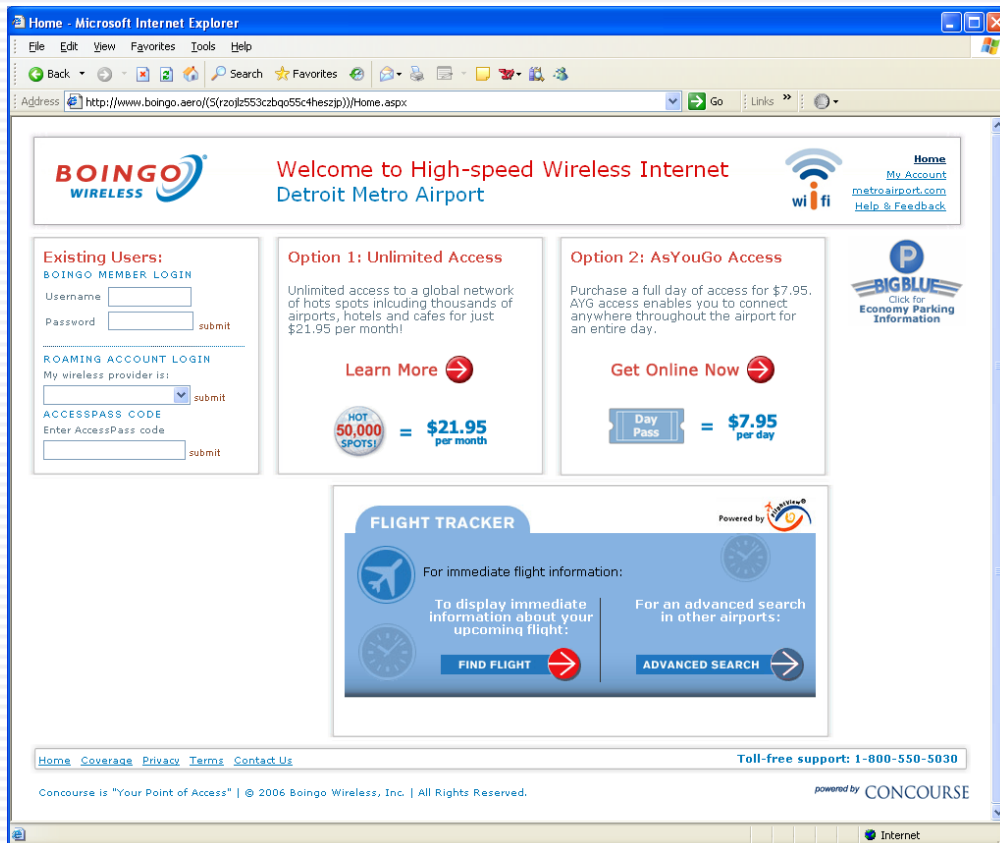 Home - Microsoft Internet Explorer
File Edit View Favorites Tools Help
Back Search Favorites
Address http://www.boingo.aero/(S(rzojlz553czbqo55c4heszjp))/Home.aspx Go Links »
BOINGO®
WIRELESS
Welcome to High-speed Wireless Internet
Detroit Metro Airport
wi fi
Home
My Account
metroairport.com
Help & Feedback
Existing Users:
BOINGO MEMBER LOGIN
Username
Password submit
ROAMING ACCOUNT LOGIN
My wireless provider is:
submit
ACCESSPASS CODE
Enter AccessPass code
submit
Option 1: Unlimited Access
Unlimited access to a global network
of hots spots inlcuding thousands of
airports, hotels and cafes for just
$21.95 per month!
Learn More
HOT
50,000
SPOTS!
= $21.95
per month
Option 2: AsYouGo Access
Purchase a full day of access for $7.95.
AYG access enables you to connect
anywhere throughout the airport for
an entire day.
Get Online Now
Day
Pass
= $7.95
per day
P
BIG BLUE
Click for
Economy Parking
Information
FLIGHT TRACKER
Powered by FlightView®
For immediate flight information:
To display immediate
information about your
upcoming flight:
FIND FLIGHT
For an advanced search
in other airports:
ADVANCED SEARCH
Home Coverage Privacy Terms Contact Us
Toll-free support: 1-800-550-5030
Concourse is "Your Point of Access" | © 2006 Boingo Wireless, Inc. | All Rights Reserved.
powered by CONCOURSE
Internet